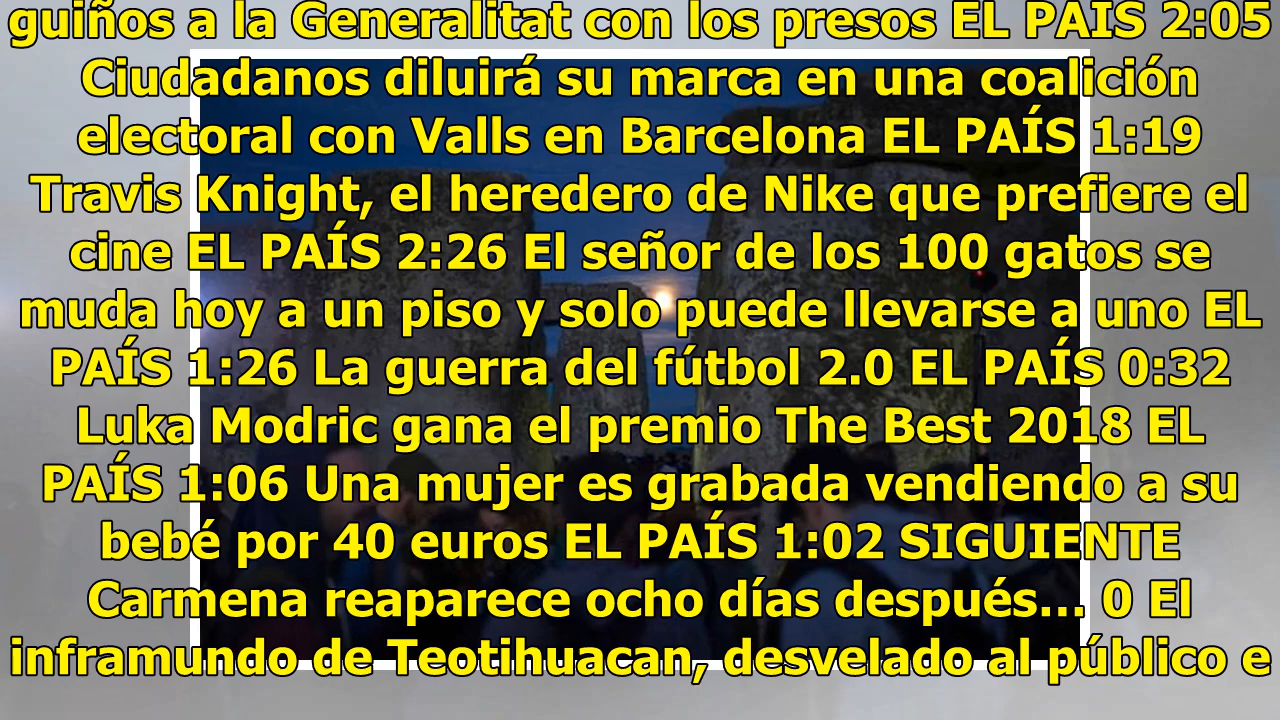 guiños a la Generalitat con los presos EL PAÍS 2:05
Ciudadanos diluirá su marca en una coalición
electoral con Valls en Barcelona EL PAÍS 1:19
Travis Knight, el heredero de Nike que prefiere el
cine EL PAÍS 2:26 El señor de los 100 gatos se
muda hoy a un piso y solo puede llevarse a uno EL
PAÍS 1:26 La guerra del fútbol 2.0 EL PAÍS 0:32
Luka Modric gana el premio The Best 2018 EL
PAÍS 1:06 Una mujer es grabada vendiendo a su
bebé por 40 euros EL PAÍS 1:02 SIGUIENTE
Carmena reaparece ocho días después... 0 El
inframundo de Teotihuacan, desvelado al público e